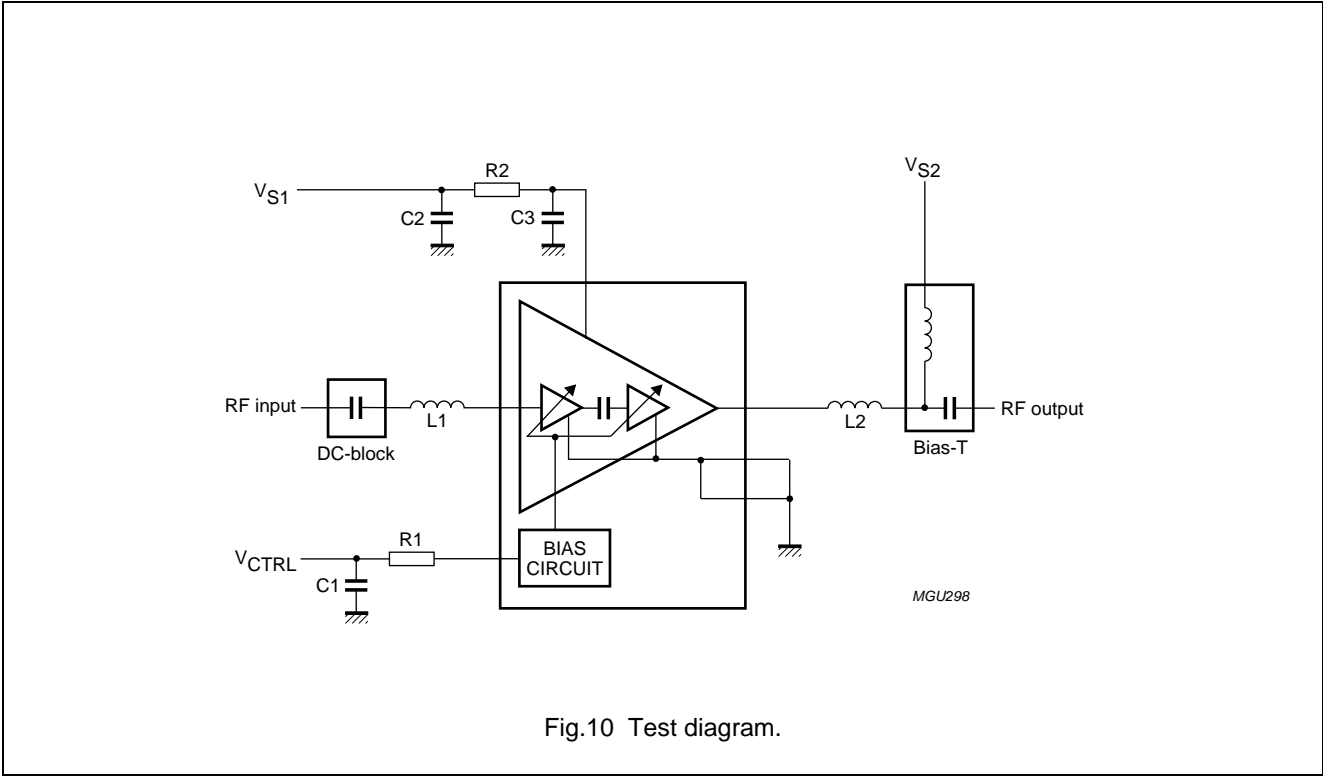 R2
VS1
VS2
C2
C3
RF input
L1
L2
RF output
DC-block
Bias-T
R1
VCTRL
BIAS
CIRCUIT
C1
MGU298
Fig.10 Test diagram.